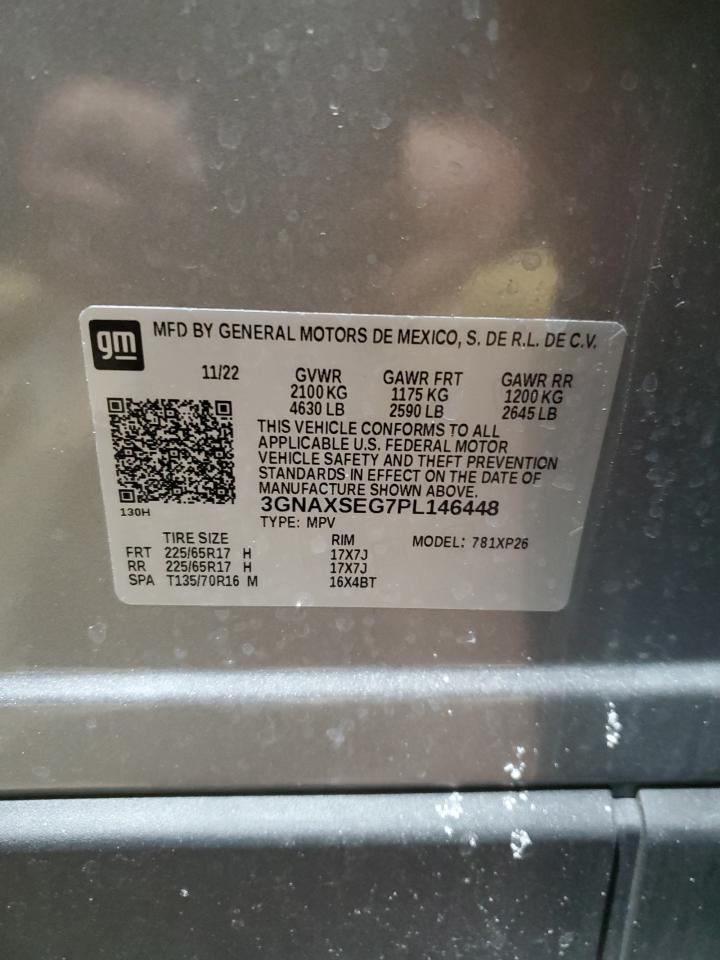 gm
MFD BY GENERAL MOTORS DE MEXICO, S. DE R.L. DE C.V.
11/22 GVWR GAWR FRT GAWR RR
2100 KG 1175 KG 1200 KG
4630 LB 2590 LB 2645 LB
THIS VEHICLE CONFORMS TO ALL
APPLICABLE U.S. FEDERAL MOTOR
VEHICLE SAFETY AND THEFT PREVENTION
STANDARDS IN EFFECT ON THE DATE OF
MANUFACTURE SHOWN ABOVE.
3GNAXSEG7PL146448
130H
TYPE: MPV
TIRE SIZE RIM MODEL: 781XP26
FRT 225/65R17 H 17X7J
RR 225/65R17 H 17X7J
SPA T135/70R16 M 16X4BT